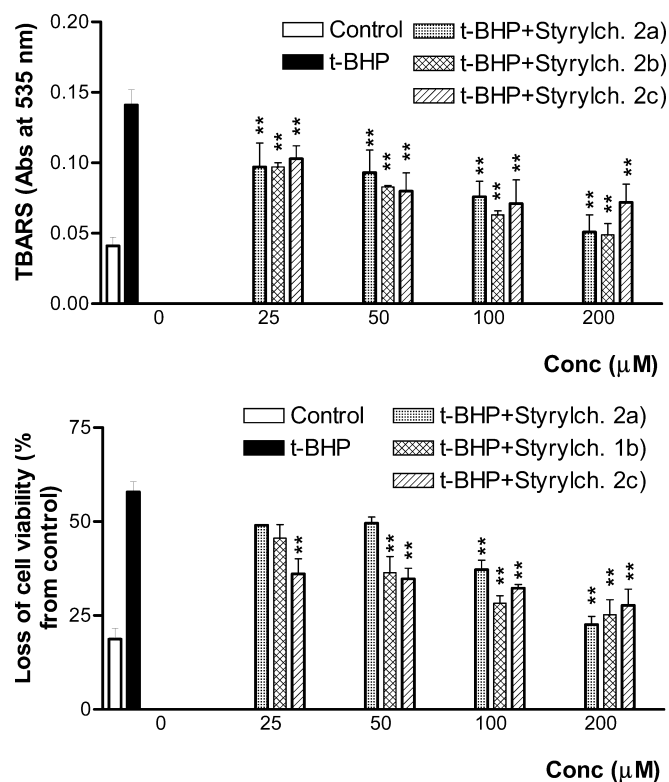 Control
t-BHP
t-BHP+Styrylch. 2a)
t-BHP+Styrylch. 2b)
t-BHP+Styrylch. 2c)
TBARS (Abs at 535 nm)
0.20
0.15
0.10
0.05
0.00
** ** **
** ** **
** ** **
** ** **
0 25 50 100 200
Conc (μM)
Control
t-BHP
t-BHP+Styrylch. 2a)
t-BHP+Styrylch. 1b)
t-BHP+Styrylch. 2c)
Loss of cell viability (%
from control)
75
50
25
0
**
** **
** ** **
** ** **
0 25 50 100 200
Conc (μM)